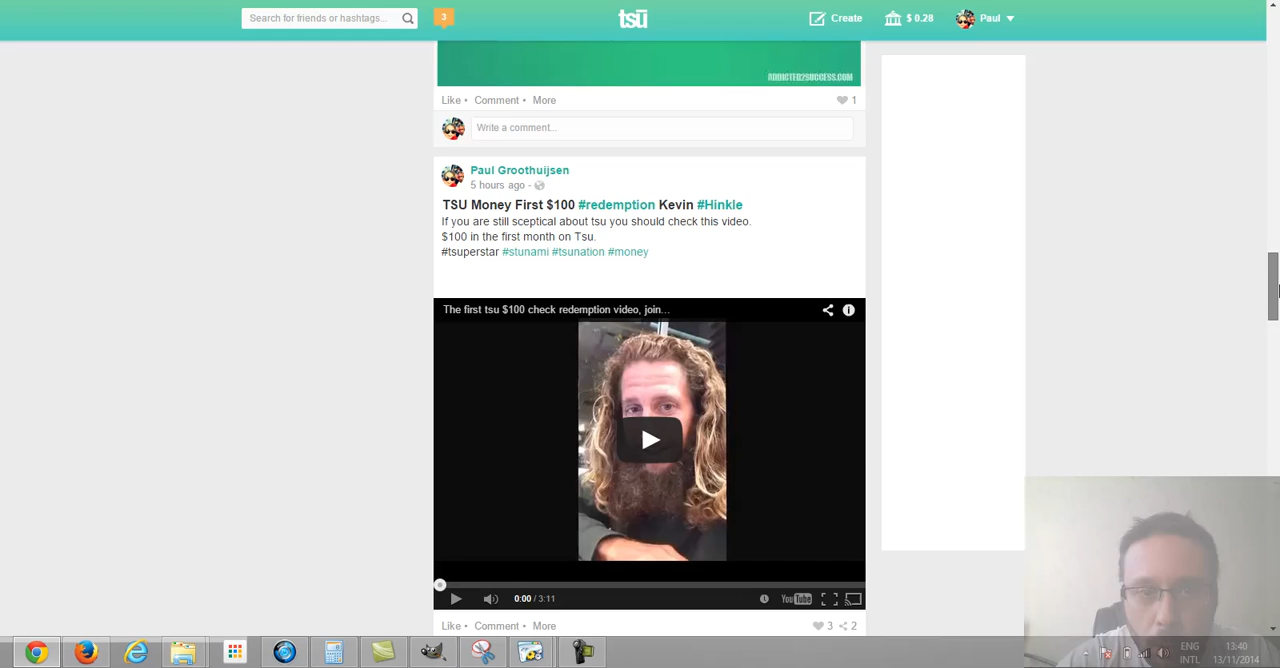 Search for friends or hashtags...
3
tsū
Create
$ 0.28
Paul
ADDICTED2SUCCESS.COM
Like • Comment • More
1
Write a comment...
Paul Groothuijsen
5 hours ago -
TSU Money First $100 #redemption Kevin #Hinkle
If you are still sceptical about tsu you should check this video.
$100 in the first month on Tsu.
#tsuperstar #stunami #tsunation #money
The first tsu $100 check redemption video, join...
0:00 / 3:11
YouTube
Like • Comment • More
3
2
ENG
INTL
13:40
13/11/2014